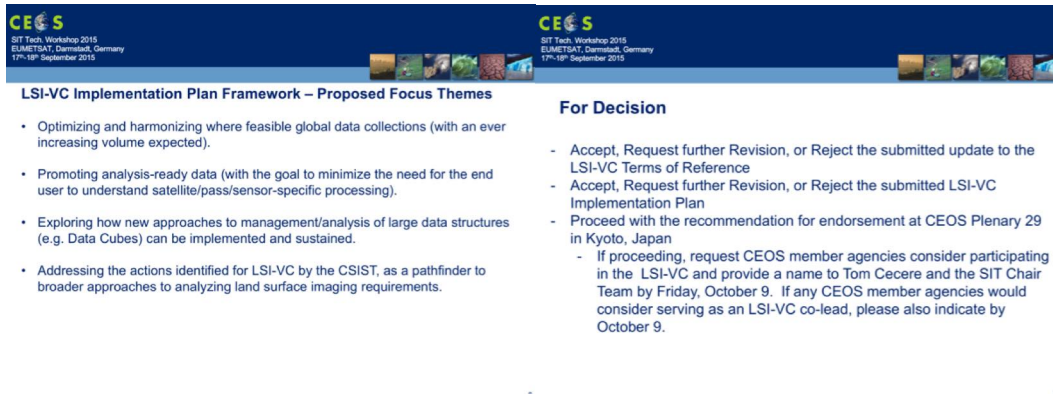 CEOS
SIT Tech. Workshop 2015
EUMETSAT, Darmstadt, Germany
17th-18th September 2015
LSI-VC Implementation Plan Framework – Proposed Focus Themes
• Optimizing and harmonizing where feasible global data collections (with an ever
increasing volume expected).
• Promoting analysis-ready data (with the goal to minimize the need for the end
user to understand satellite/pass/sensor-specific processing).
• Exploring how new approaches to management/analysis of large data structures
(e.g. Data Cubes) can be implemented and sustained.
• Addressing the actions identified for LSI-VC by the CSIST, as a pathfinder to
broader approaches to analyzing land surface imaging requirements.
CEOS
SIT Tech. Workshop 2015
EUMETSAT, Darmstadt, Germany
17th-18th September 2015
For Decision
- Accept, Request further Revision, or Reject the submitted update to the
LSI-VC Terms of Reference
- Accept, Request further Revision, or Reject the submitted LSI-VC
Implementation Plan
- Proceed with the recommendation for endorsement at CEOS Plenary 29
in Kyoto, Japan
- If proceeding, request CEOS member agencies consider participating
in the LSI-VC and provide a name to Tom Cecere and the SIT Chair
Team by Friday, October 9. If any CEOS member agencies would
consider serving as an LSI-VC co-lead, please also indicate by
October 9.